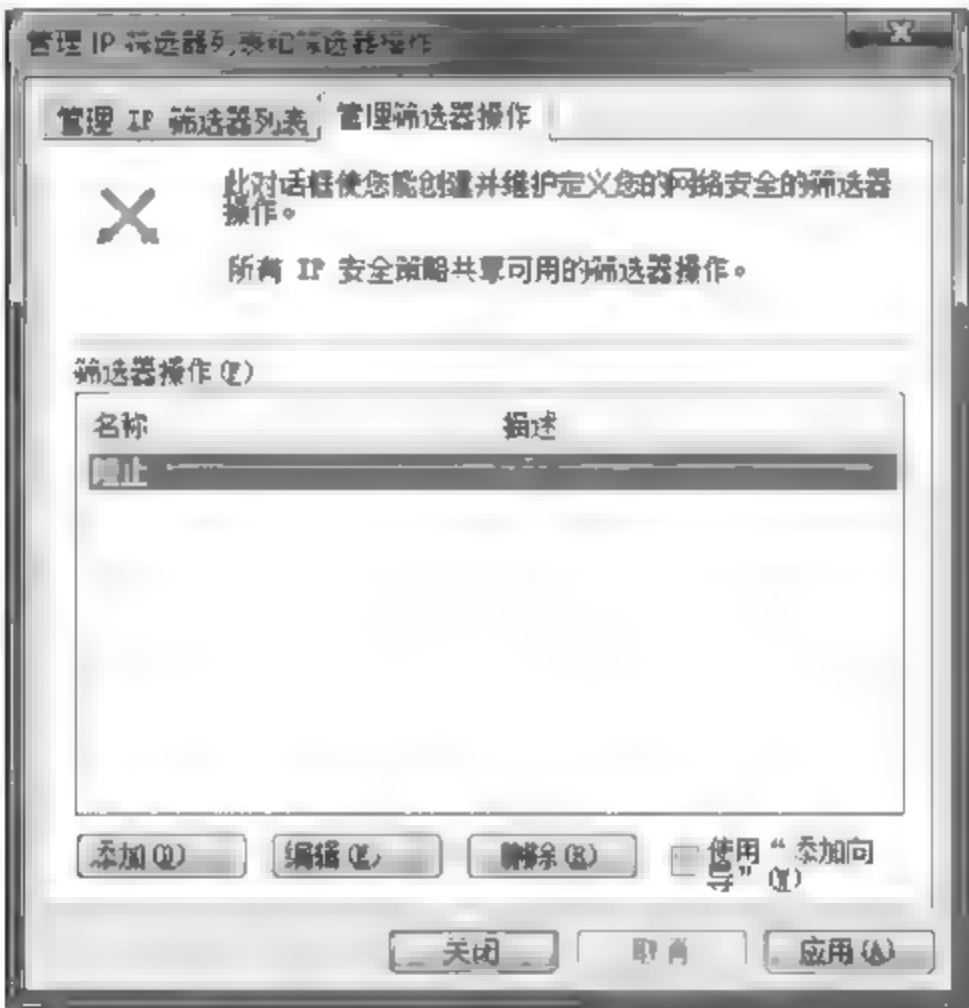 管理 IP 筛选器列表和筛选器操作
管理 IP 筛选器列表 管理筛选器操作
此对话框使您能创建并维护定义您的网络安全的筛选器
操作。
所有 IP 安全策略共享可用的筛选器操作。
筛选器操作(F)
名称 描述
阻止
添加(D) 编辑(E) 删除(R) 使用“添加向
导”(W)
关闭 取消 应用(A)